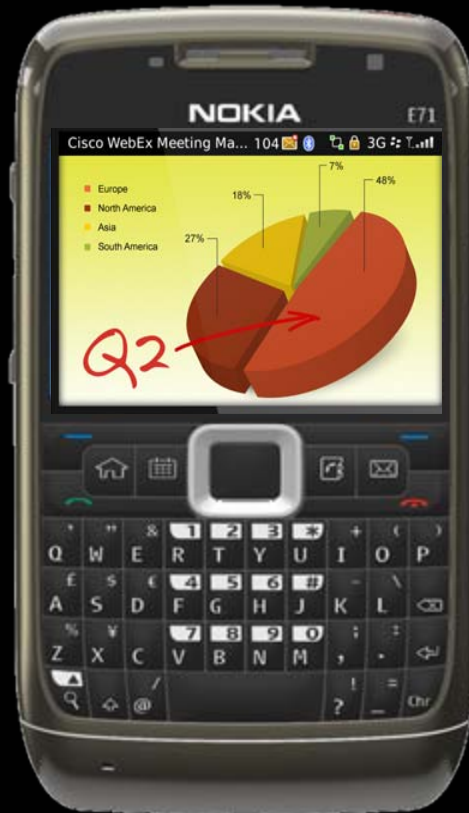 NOKIA
E71
Cisco WebEx Meeting Ma... 104 3G
Europe
North America
Asia
South America
7%
18%
48%
27%
Q2
' " & 1 2 3 * + ( )
Q W E R T Y U I O P
£ $ € 4 5 6 # - \
A S D F G H J K L
% ¥ 7 8 9 0 ; :
Z X C V B N M , .
/ ! =
@ ? _ Chr